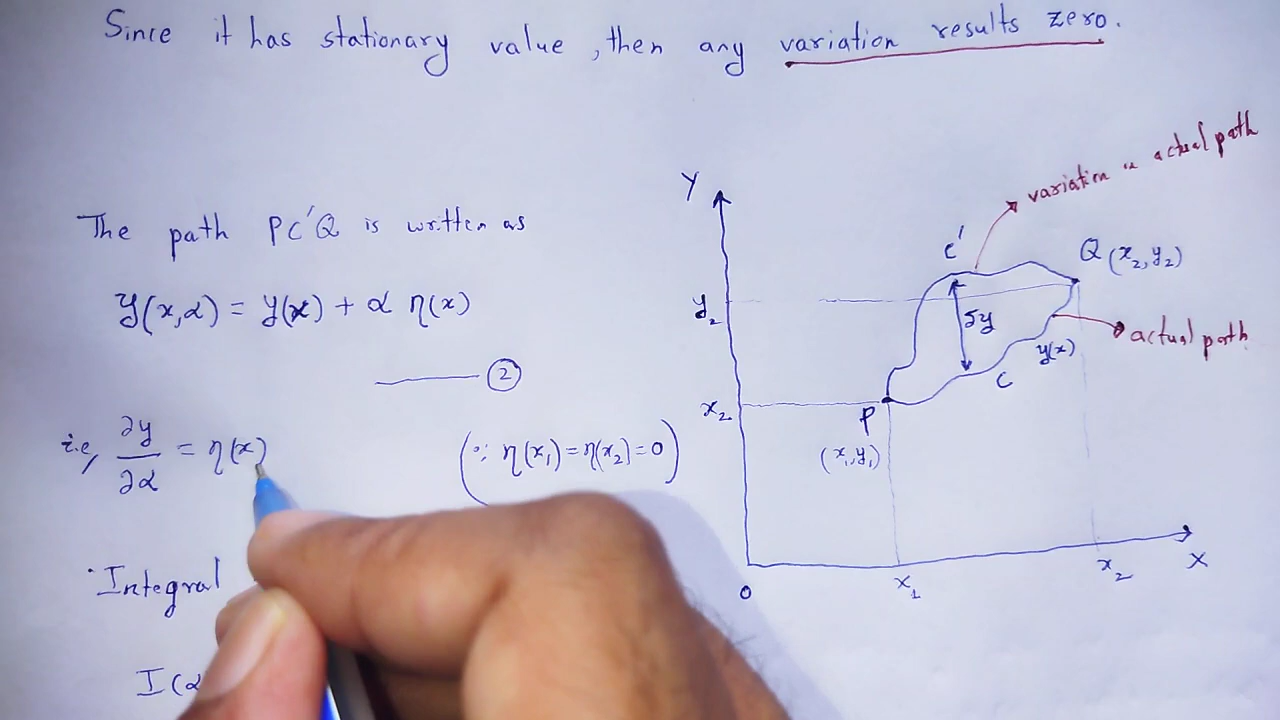 Since it has stationary value, then any variation results zero.
The path PC'Q is written as
y(x,α) = y(x) + α η(x)
②
i.e, ∂y/∂α = η(x)
(∵ η(x₁) = η(x₂) = 0)
Integral
I(α
Y
variation in actual path
C'
Q (x₂, y₂)
y₂
δy
actual path
y(x)
C
x₂
P
(x₁, y₁)
0
x₁
x₂
X